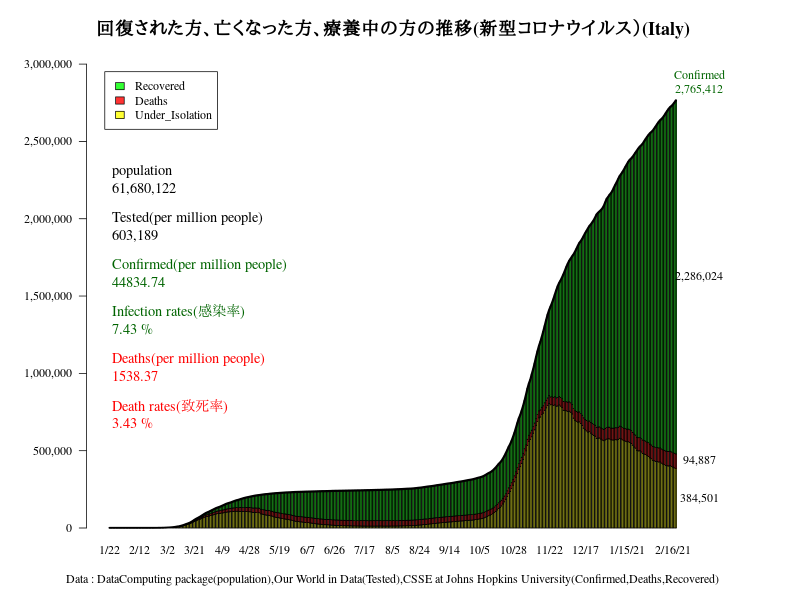 回復された方、亡くなった方、療養中の方の推移(新型コロナウイルス）(Italy)
3,000,000
2,500,000
2,000,000
1,500,000
1,000,000
500,000
0
Recovered
Deaths
Under_Isolation
population
61,680,122
Tested(per million people)
603,189
Confirmed(per million people)
44834.74
Infection rates(感染率)
7.43 %
Deaths(per million people)
1538.37
Death rates(致死率)
3.43 %
Confirmed
2,765,412
2,286,024
94,887
384,501
1/22 2/12 3/2 3/21 4/9 4/28 5/19 6/7 6/26 7/17 8/5 8/24 9/14 10/5 10/28 11/22 12/17 1/15/21 2/16/21
Data : DataComputing package(population),Our World in Data(Tested),CSSE at Johns Hopkins University(Confirmed,Deaths,Recovered)